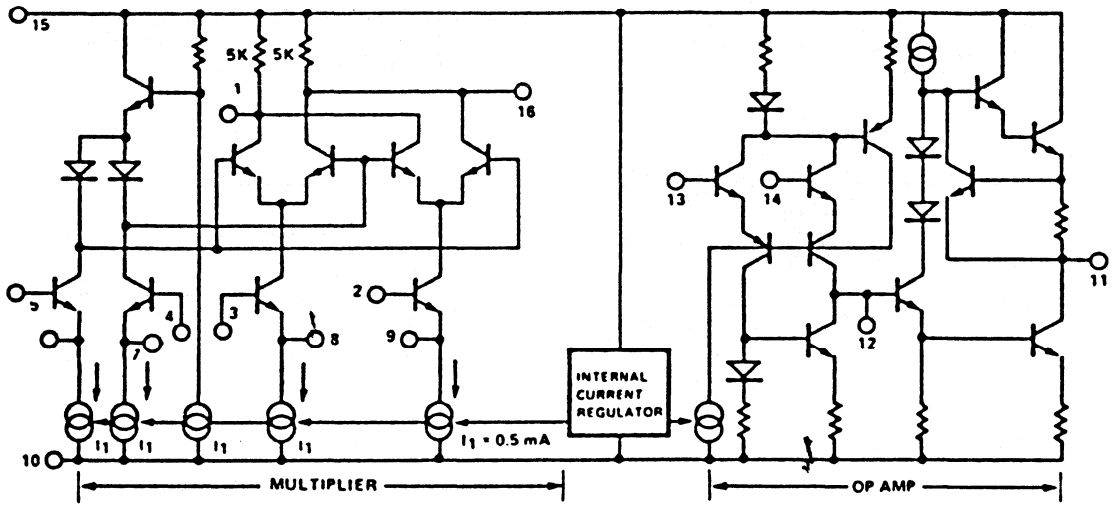 15
5K 5K
1
16
13
14
5
4
3
2
7
8
9
11
12
INTERNAL
CURRENT
REGULATOR
I₁ I₁ I₁ I₁ I₁ = 0.5 mA
10
MULTIPLIER
OP AMP